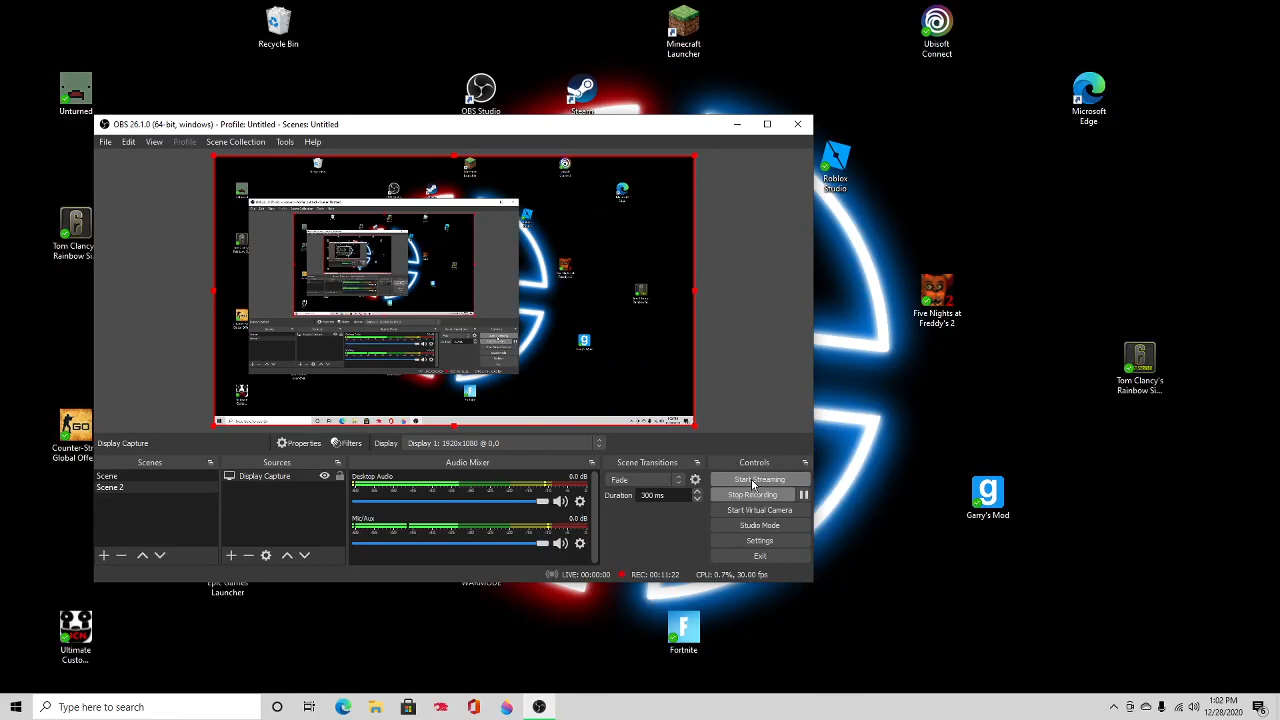 Recycle Bin
Minecraft
Launcher
Ubisoft
Connect
Unturned
OBS Studio
Steam
Microsoft
Edge
OBS 26.1.0 (64-bit, windows) - Profile: Untitled - Scenes: Untitled
File Edit View Profile Scene Collection Tools Help
Roblox
Studio
Tom Clancy
Rainbow Si...
Five Nights at
Freddy's 2
Tom Clancy's
Rainbow Si...
Counter-Str
Global Offe
Display Capture Properties Filters Display Display 1: 1920x1080 @ 0,0
Scenes Sources Audio Mixer Scene Transitions Controls
Scene
Scene 2
Display Capture
Desktop Audio 0.0 dB
Mic/Aux 0.0 dB
Fade
Duration 300 ms
Start Streaming
Stop Recording
Start Virtual Camera
Studio Mode
Settings
Exit
Garry's Mod
LIVE: 00:00:00 REC: 00:11:22 CPU: 0.7%, 30.00 fps
Epic Games
Launcher
WARMODE
Ultimate
Custo...
Fortnite
Type here to search
1:02 PM
12/28/2020